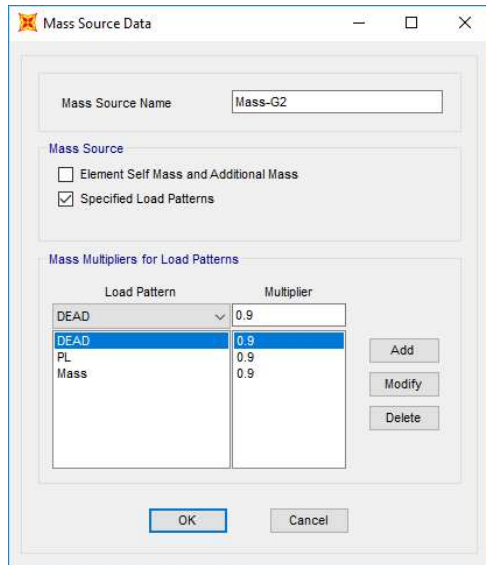 Mass Source Data
Mass Source Name Mass-G2
Mass Source
Element Self Mass and Additional Mass
Specified Load Patterns
Mass Multipliers for Load Patterns
Load Pattern Multiplier
DEAD 0.9
DEAD 0.9
PL 0.9
Mass 0.9
Add
Modify
Delete
OK Cancel